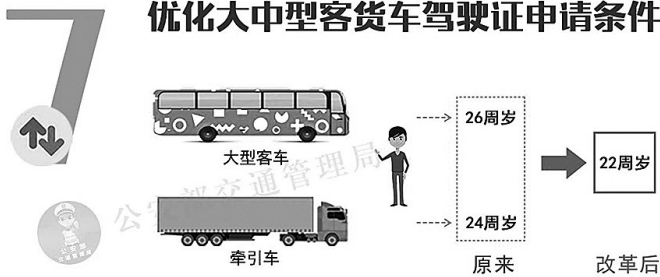 7
优化大中型客货车驾驶证申请条件
大型客车
26周岁
22周岁
公安部交通管理局
牵引车
24周岁
原来
改革后